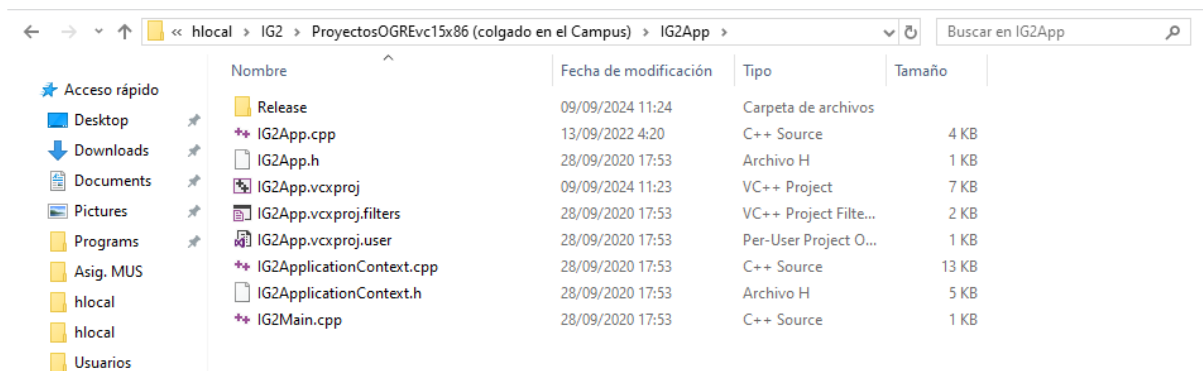 « hlocal › IG2 › ProyectosOGREvc15x86 (colgado en el Campus) › IG2App › Buscar en IG2App
Nombre Fecha de modificación Tipo Tamaño
Acceso rápido
Desktop
Downloads
Documents
Pictures
Programs
Asig. MUS
hlocal
hlocal
Usuarios
Release 09/09/2024 11:24 Carpeta de archivos
IG2App.cpp 13/09/2022 4:20 C++ Source 4 KB
IG2App.h 28/09/2020 17:53 Archivo H 1 KB
IG2App.vcxproj 09/09/2024 11:23 VC++ Project 7 KB
IG2App.vcxproj.filters 28/09/2020 17:53 VC++ Project Filte... 2 KB
IG2App.vcxproj.user 28/09/2020 17:53 Per-User Project O... 1 KB
IG2ApplicationContext.cpp 28/09/2020 17:53 C++ Source 13 KB
IG2ApplicationContext.h 28/09/2020 17:53 Archivo H 5 KB
IG2Main.cpp 28/09/2020 17:53 C++ Source 1 KB